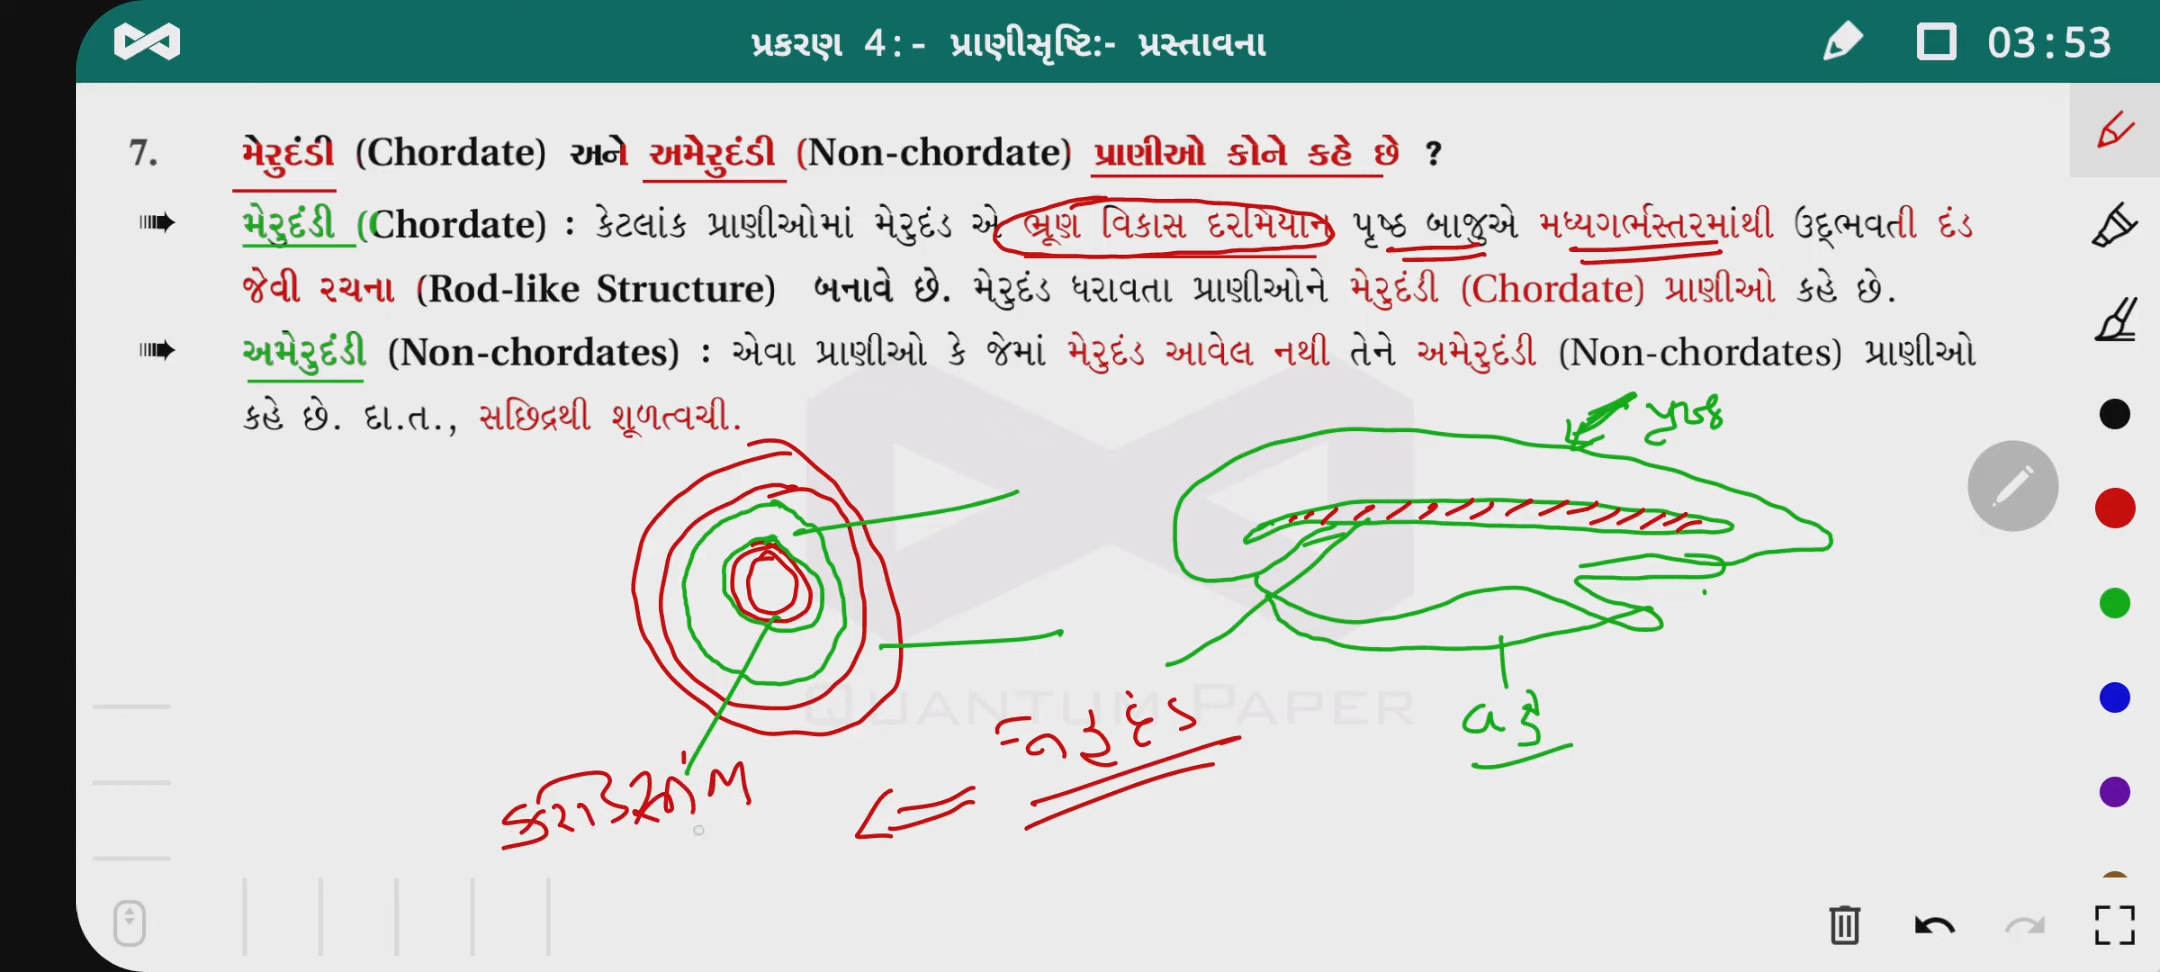 પ્રકરણ 4:- પ્રાણીસૃષ્ટિ:- પ્રસ્તાવના
03:53
7. મેરુદંડી (Chordate) અને અમેરુદંડી (Non-chordate) પ્રાણીઓ કોને કહે છે ?
મેરુદંડી (Chordate) : કેટલાંક પ્રાણીઓમાં મેરુદંડ એ ભ્રૂણ વિકાસ દરમિયાન પૃષ્ઠ બાજુએ મધ્યગર્ભસ્તરમાંથી ઉદ્ભવતી દંડ
જેવી રચના (Rod-like Structure) બનાવે છે. મેરુદંડ ધરાવતા પ્રાણીઓને મેરુદંડી (Chordate) પ્રાણીઓ કહે છે.
અમેરુદંડી (Non-chordates) : એવા પ્રાણીઓ કે જેમાં મેરુદંડ આવેલ નથી તેને અમેરુદંડી (Non-chordates) પ્રાણીઓ
કહે છે. દા.ત., સછિદ્રથી શૂળત્વચી.
પૃષ્ઠ
QUANTUM PAPER